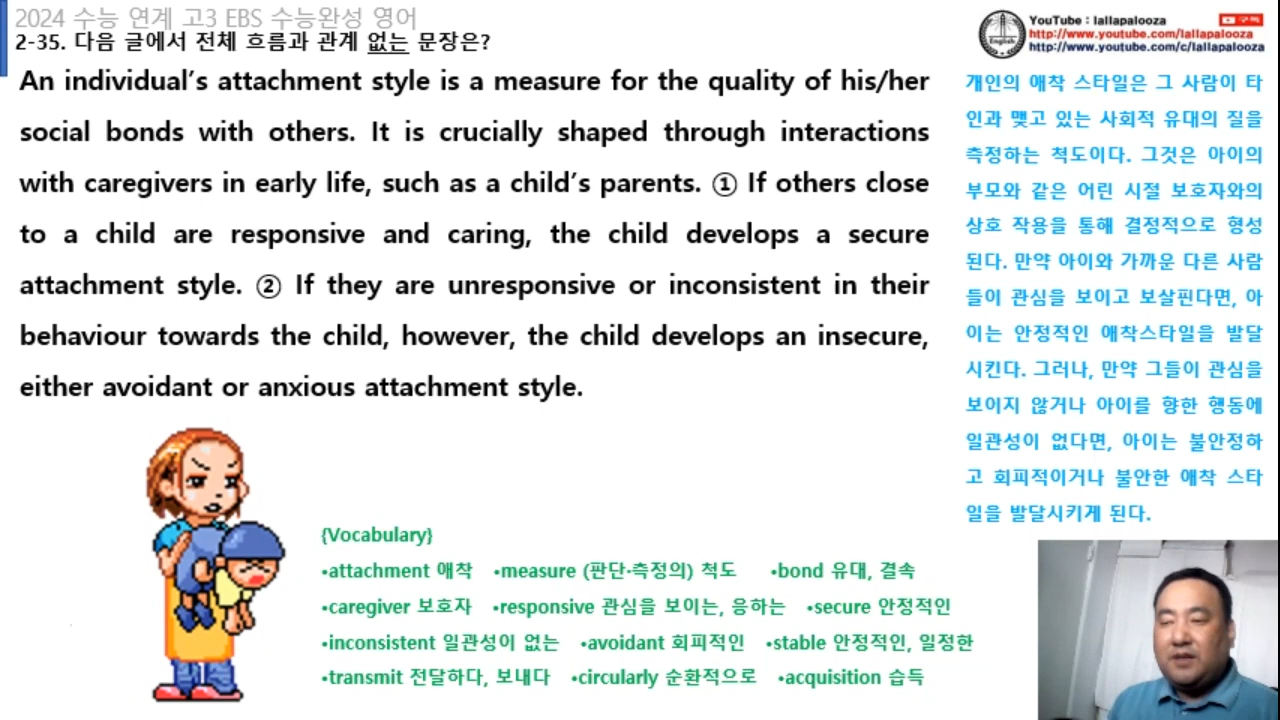 2024 수능 연계 고3 EBS 수능완성 영어
2-35. 다음 글에서 전체 흐름과 관계 없는 문장은?
An individual’s attachment style is a measure for the quality of his/her
social bonds with others. It is crucially shaped through interactions
with caregivers in early life, such as a child’s parents. ① If others close
to a child are responsive and caring, the child develops a secure
attachment style. ② If they are unresponsive or inconsistent in their
behaviour towards the child, however, the child develops an insecure,
either avoidant or anxious attachment style.
English
YouTube : lallapalooza
구독
http://www.youtube.com/lallapalooza
http://www.youtube.com/c/lallapalooza
개인의 애착 스타일은 그 사람이 타
인과 맺고 있는 사회적 유대의 질을
측정하는 척도이다. 그것은 아이의
부모와 같은 어린 시절 보호자와의
상호 작용을 통해 결정적으로 형성
된다. 만약 아이와 가까운 다른 사람
들이 관심을 보이고 보살핀다면, 아
이는 안정적인 애착스타일을 발달
시킨다. 그러나, 만약 그들이 관심을
보이지 않거나 아이를 향한 행동에
일관성이 없다면, 아이는 불안정하
고 회피적이거나 불안한 애착 스타
일을 발달시키게 된다.
{Vocabulary}
•attachment 애착 •measure (판단·측정의) 척도 •bond 유대, 결속
•caregiver 보호자 •responsive 관심을 보이는, 응하는 •secure 안정적인
•inconsistent 일관성이 없는 •avoidant 회피적인 •stable 안정적인, 일정한
•transmit 전달하다, 보내다 •circularly 순환적으로 •acquisition 습득